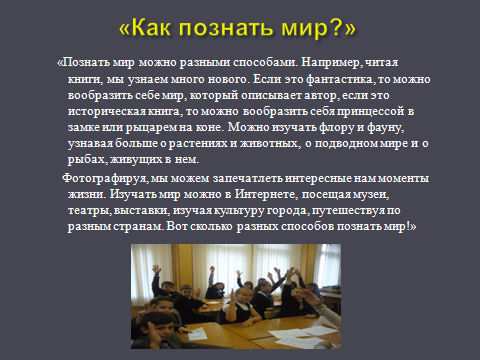 «Как познать мир?»
«Познать мир можно разными способами. Например, читая
книги, мы узнаем много нового. Если это фантастика, то можно
вообразить себе мир, который описывает автор, если это
историческая книга, то можно вообразить себя принцессой в
замке или рыцарем на коне. Можно изучать флору и фауну,
узнавая больше о растениях и животных, о подводном мире и о
рыбах, живущих в нем.
Фотографируя, мы можем запечатлеть интересные нам моменты
жизни. Изучать мир можно в Интернете, посещая музеи,
театры, выставки, изучая культуру города, путешествуя по
разным странам. Вот сколько разных способов познать мир!»